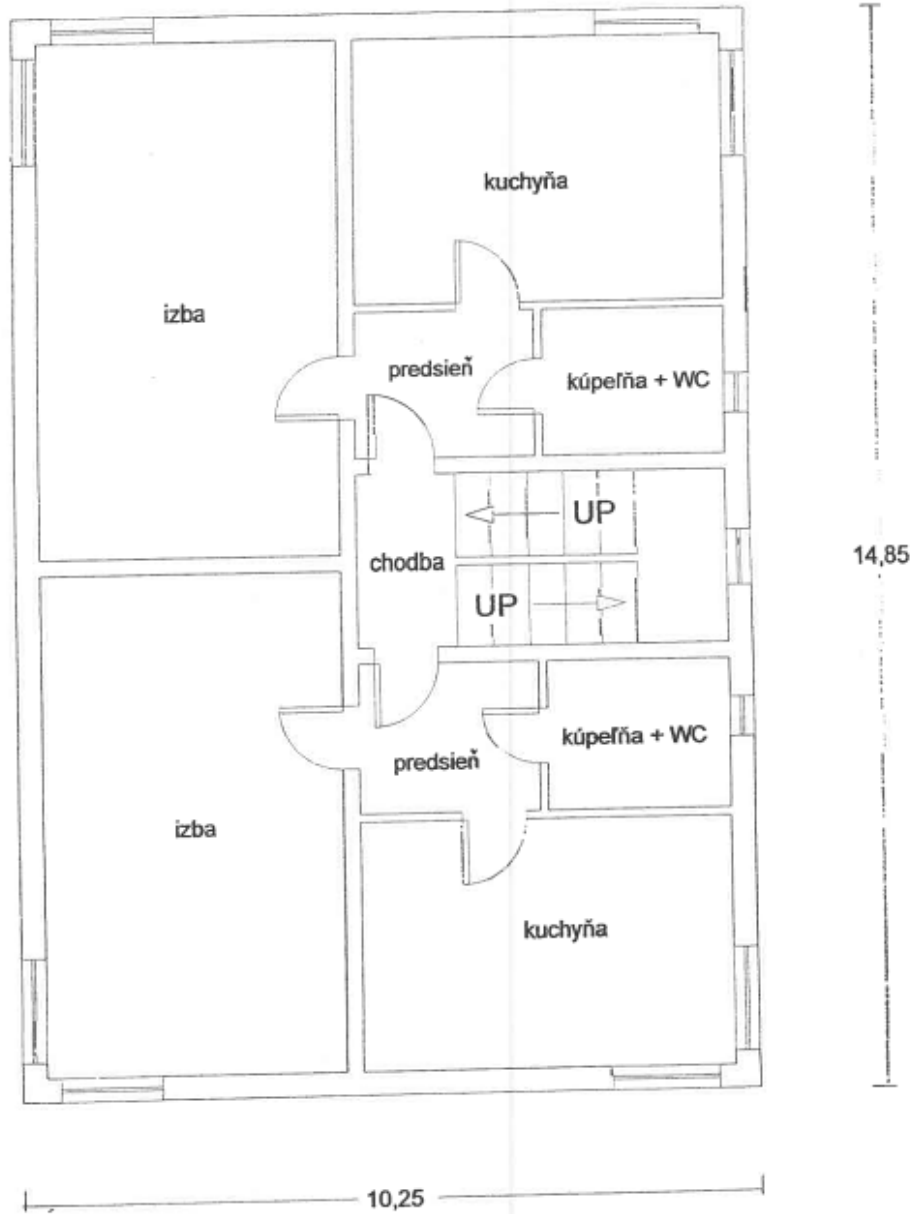 kuchyňa
izba
predsieň
kúpeľňa + WC
UP
chodba
14,85
UP
kúpeľňa + WC
predsieň
izba
kuchyňa
10,25